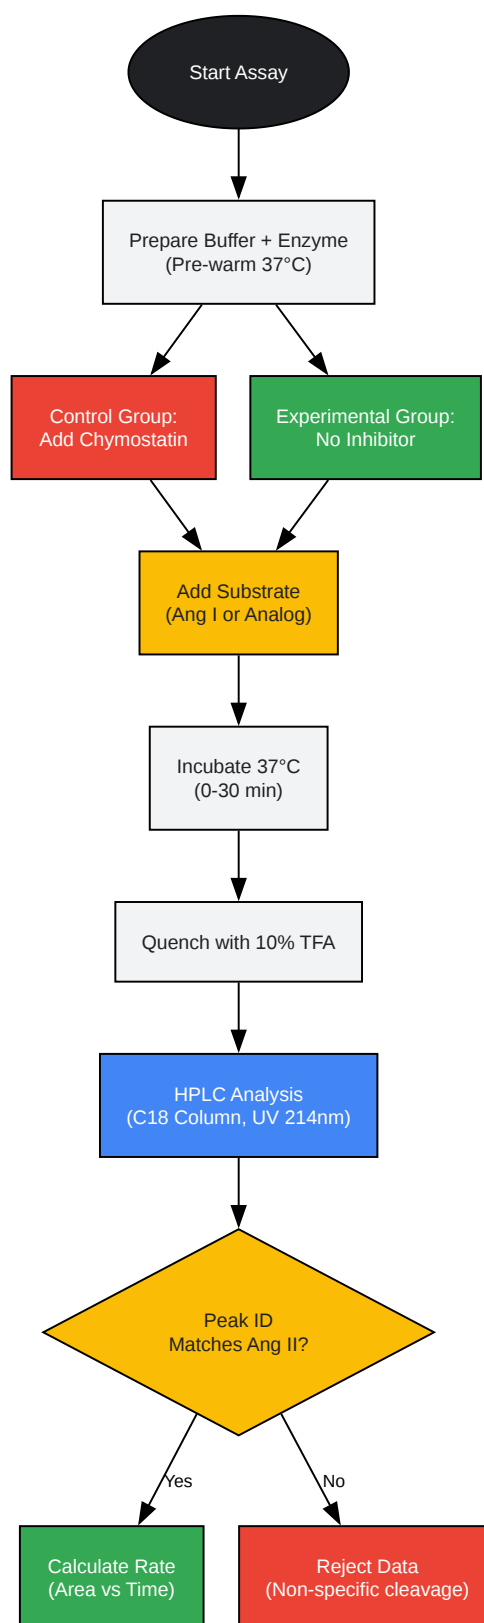 Start Assay
Prepare Buffer + Enzyme
(Pre-warm 37°C)
Control Group:
Add Chymostatin
Experimental Group:
No Inhibitor
Add Substrate
(Ang I or Analog)
Incubate 37°C
(0-30 min)
Quench with 10% TFA
HPLC Analysis
(C18 Column, UV 214nm)
Peak ID
Matches Ang II?
Yes
No
Calculate Rate
(Area vs Time)
Reject Data
(Non-specific cleavage)